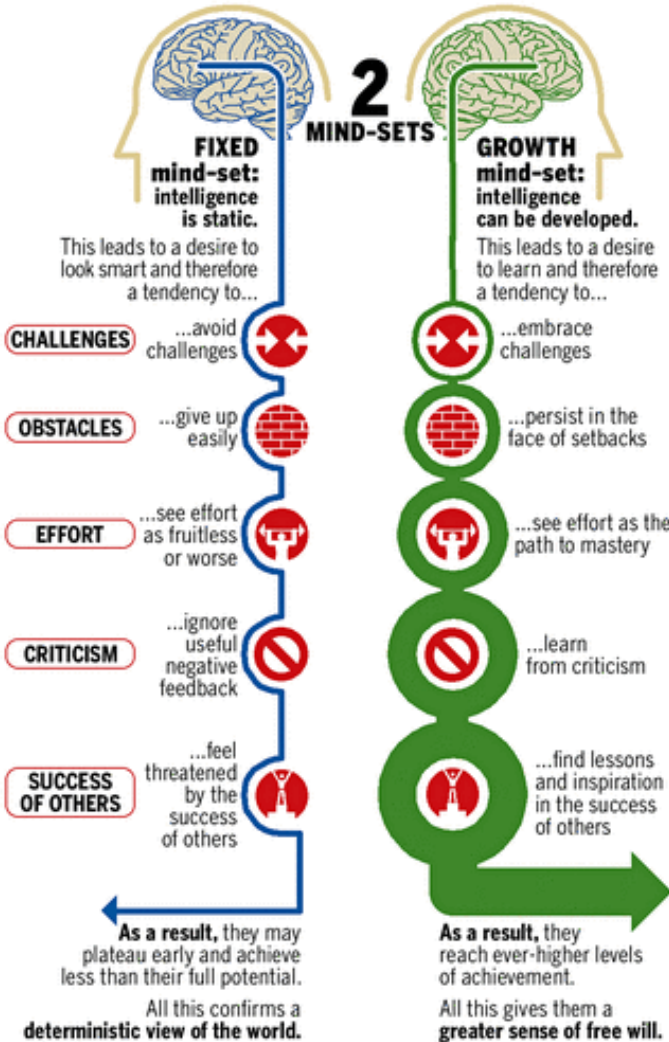 2
MIND-SETS
FIXED
mind-set:
intelligence
is static.
This leads to a desire to
look smart and therefore
a tendency to...
GROWTH
mind-set:
intelligence
can be developed.
This leads to a desire
to learn and therefore
a tendency to...
CHALLENGES
...avoid
challenges
...embrace
challenges
OBSTACLES
...give up
easily
...persist in the
face of setbacks
EFFORT
...see effort
as fruitless
or worse
...see effort as the
path to mastery
CRITICISM
...ignore
useful
negative
feedback
...learn
from criticism
SUCCESS
OF OTHERS
...feel
threatened
by the
success
of others
...find lessons
and inspiration
in the success
of others
As a result, they may
plateau early and achieve
less than their full potential.
All this confirms a
deterministic view of the world.
As a result, they
reach ever-higher levels
of achievement.
All this gives them a
greater sense of free will.